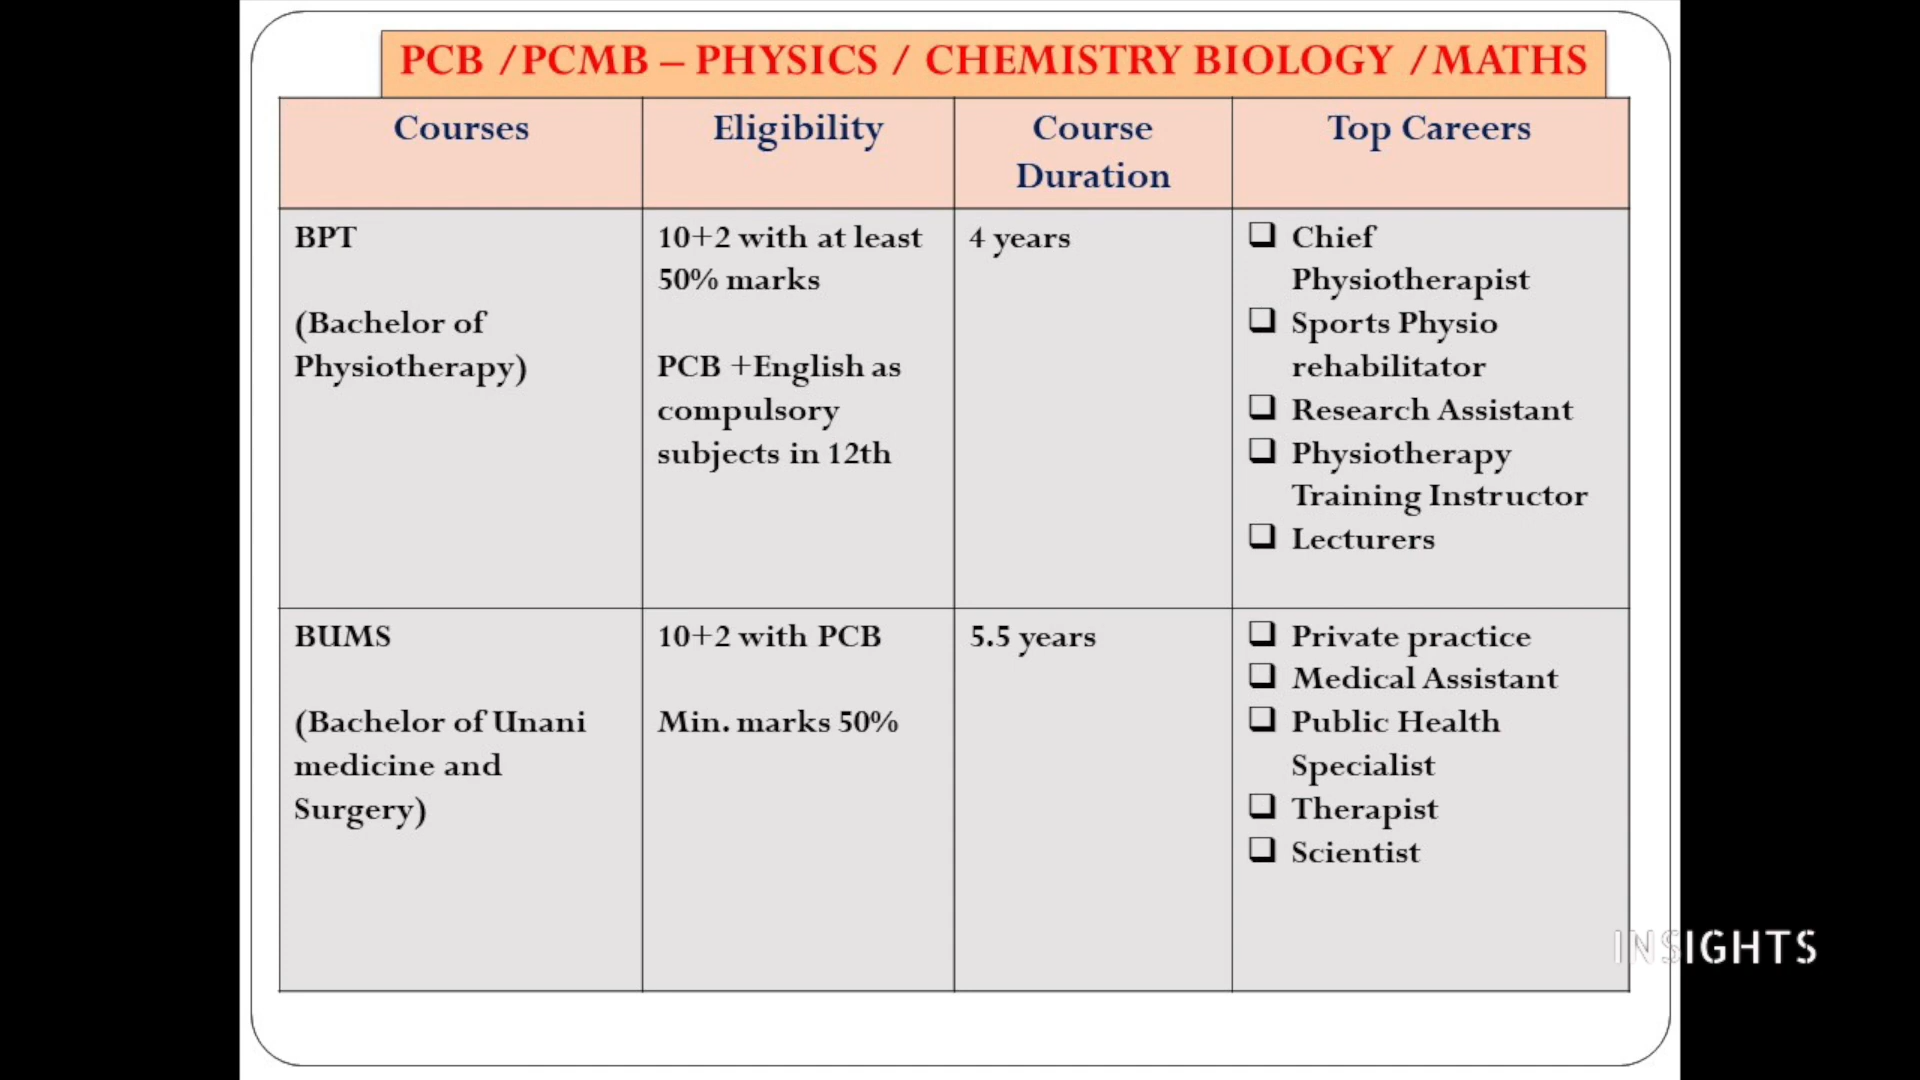 PCB /PCMB – PHYSICS / CHEMISTRY BIOLOGY /MATHS
Courses
Eligibility
Course
Duration
Top Careers
BPT
(Bachelor of
Physiotherapy)
10+2 with at least
50% marks
PCB +English as
compulsory
subjects in 12th
4 years
❑ Chief
Physiotherapist
❑ Sports Physio
rehabilitator
❑ Research Assistant
❑ Physiotherapy
Training Instructor
❑ Lecturers
BUMS
(Bachelor of Unani
medicine and
Surgery)
10+2 with PCB
Min. marks 50%
5.5 years
❑ Private practice
❑ Medical Assistant
❑ Public Health
Specialist
❑ Therapist
❑ Scientist
INSIGHTS